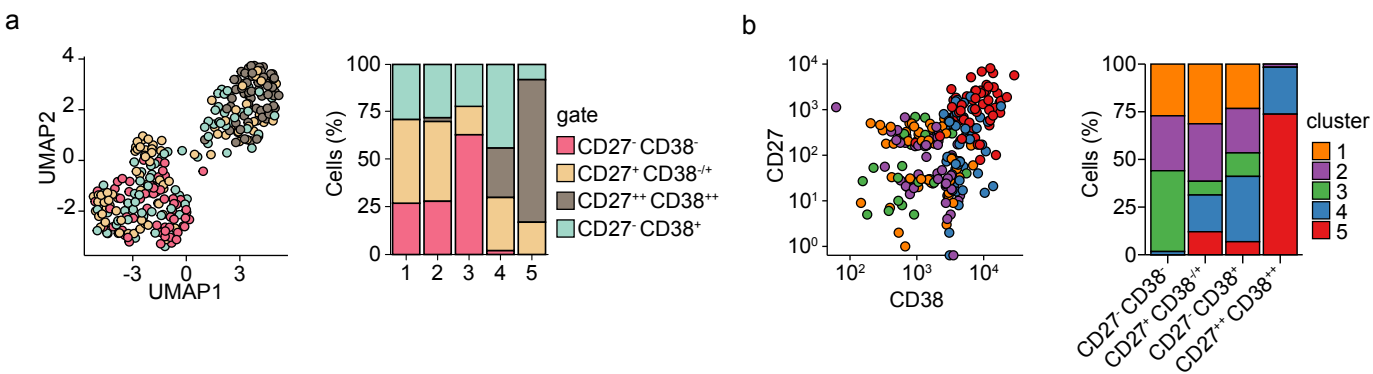 a
4
2
0
-2
UMAP2
-3 0 3
UMAP1
100
75
50
25
0
Cells (%)
1 2 3 4 5
gate
CD27⁻ CD38⁻
CD27⁺ CD38⁻/⁺
CD27⁺⁺ CD38⁺⁺
CD27⁻ CD38⁺
b
10⁴
10³
10²
10¹
10⁰
CD27
10² 10³ 10⁴
CD38
100
75
50
25
0
Cells (%)
CD27⁻ CD38⁻
CD27⁺ CD38⁻/⁺
CD27⁻ CD38⁺
CD27⁺⁺ CD38⁺⁺
cluster
1
2
3
4
5